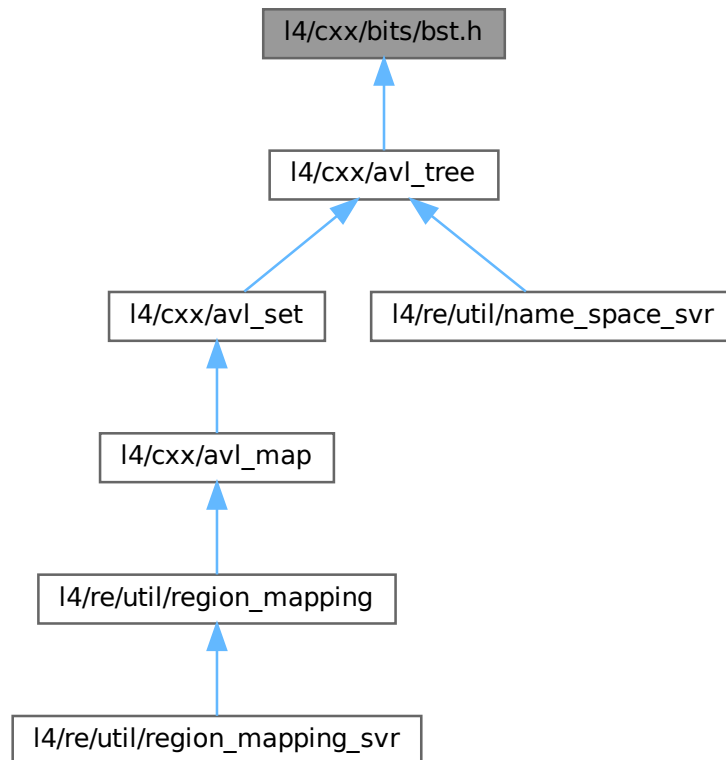 l4/cxx/bits/bst.h
l4/cxx/avl_tree
l4/cxx/avl_set
l4/re/util/name_space_svr
l4/cxx/avl_map
l4/re/util/region_mapping
l4/re/util/region_mapping_svr